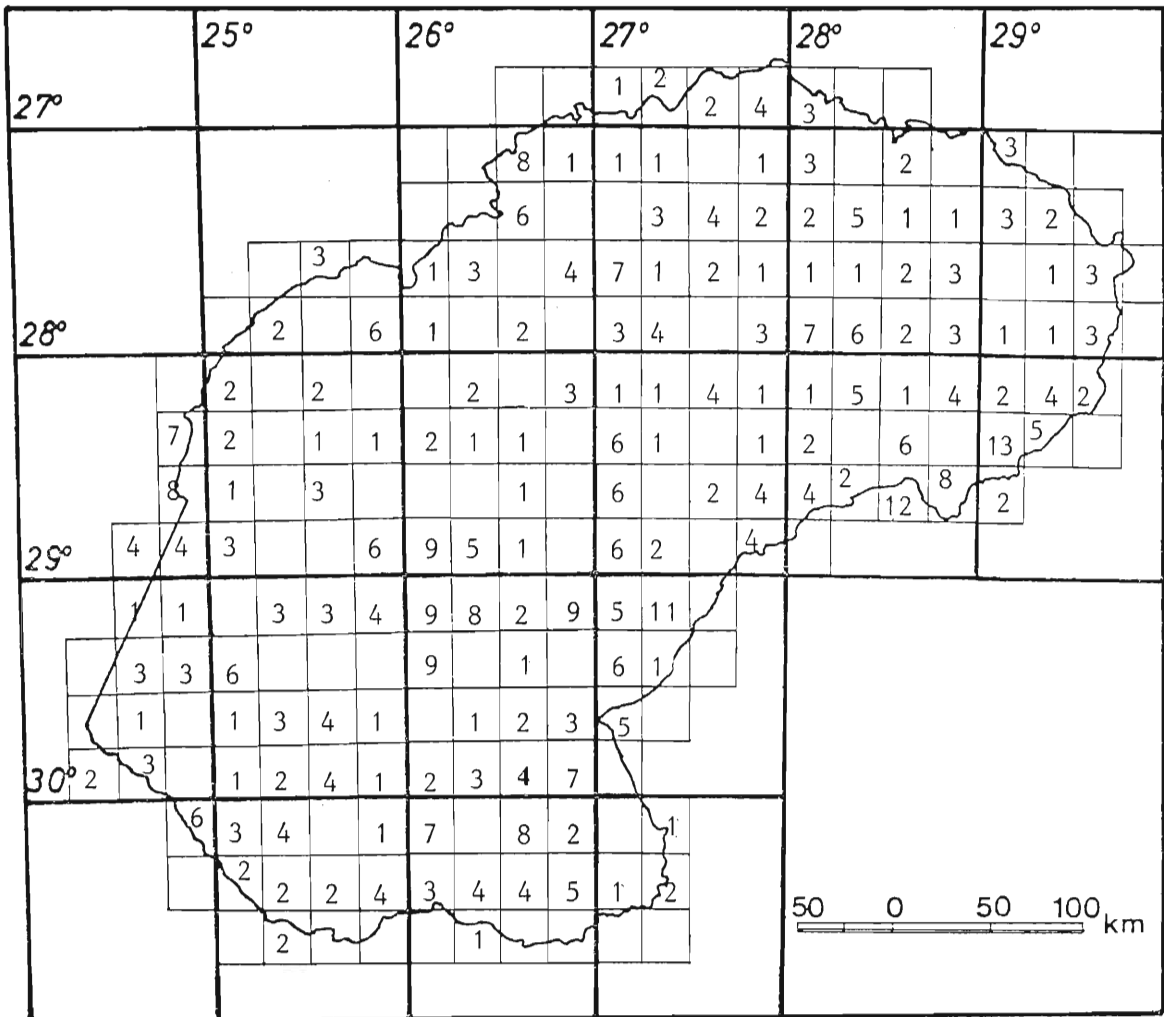 25° 26° 27° 28° 29°
1 2
27° 2 4 3
8 1 1 1 1 3 2 3
6 3 4 2 2 5 1 1 3 2
3 1 3 4 7 1 2 1 1 1 2 3 1 3
28° 2 6 1 2 3 4 3 7 6 2 3 1 1 3
2 2 2 3 1 1 4 1 1 5 1 4 2 4 2
7 2 1 1 2 1 1 6 1 1 2 6 13 5
8 1 3 1 6 2 4 4 2 12 8 2
29° 4 4 3 6 9 5 1 6 2 4
1 1 3 3 4 9 8 2 9 5 11
3 3 6 9 1 6 1
1 1 3 4 1 1 2 3 5
30° 2 3 1 2 4 1 2 3 4 7
6 3 4 1 7 8 2 1
2 2 2 4 3 4 4 5 1 2
2 1
50 0 50 100 km